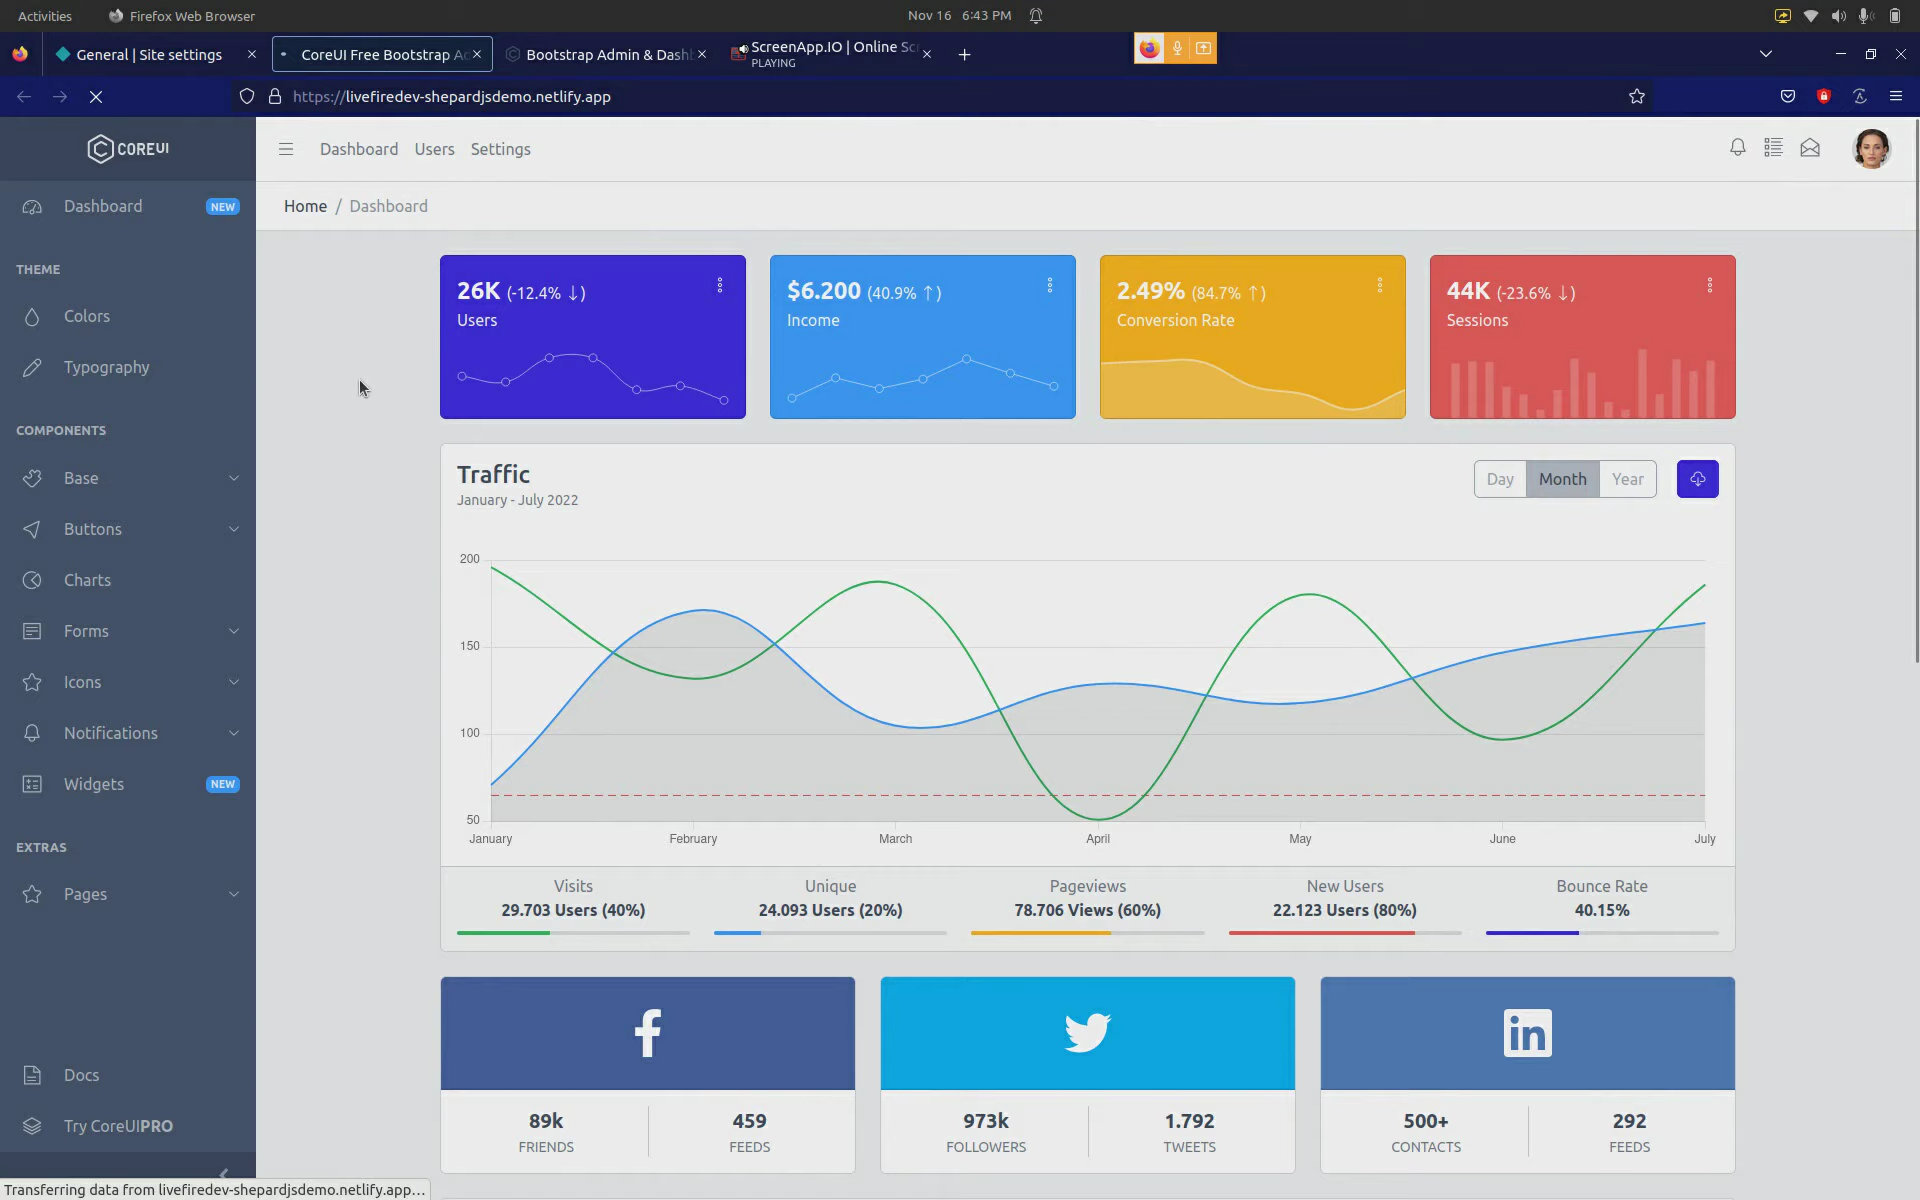 Activities
Firefox Web Browser
Nov 16 6:43 PM
General | Site settings
CoreUI Free Bootstrap Ac
Bootstrap Admin & Dashb
ScreenApp.IO | Online Scr
PLAYING
https://livefiredev-shepardjsdemo.netlify.app
COREUI
Dashboard Users Settings
Dashboard NEW
Home / Dashboard
THEME
Colors
Typography
COMPONENTS
Base
Buttons
Charts
Forms
Icons
Notifications
Widgets NEW
EXTRAS
Pages
Docs
Try CoreUI PRO
26K (-12.4% ↓)
Users
$6.200 (40.9% ↑)
Income
2.49% (84.7% ↑)
Conversion Rate
44K (-23.6% ↓)
Sessions
Traffic
January - July 2022
Day Month Year
200
150
100
50
January February March April May June July
Visits
29.703 Users (40%)
Unique
24.093 Users (20%)
Pageviews
78.706 Views (60%)
New Users
22.123 Users (80%)
Bounce Rate
40.15%
89k
FRIENDS
459
FEEDS
973k
FOLLOWERS
1.792
TWEETS
500+
CONTACTS
292
FEEDS
Transferring data from livefiredev-shepardjsdemo.netlify.app…